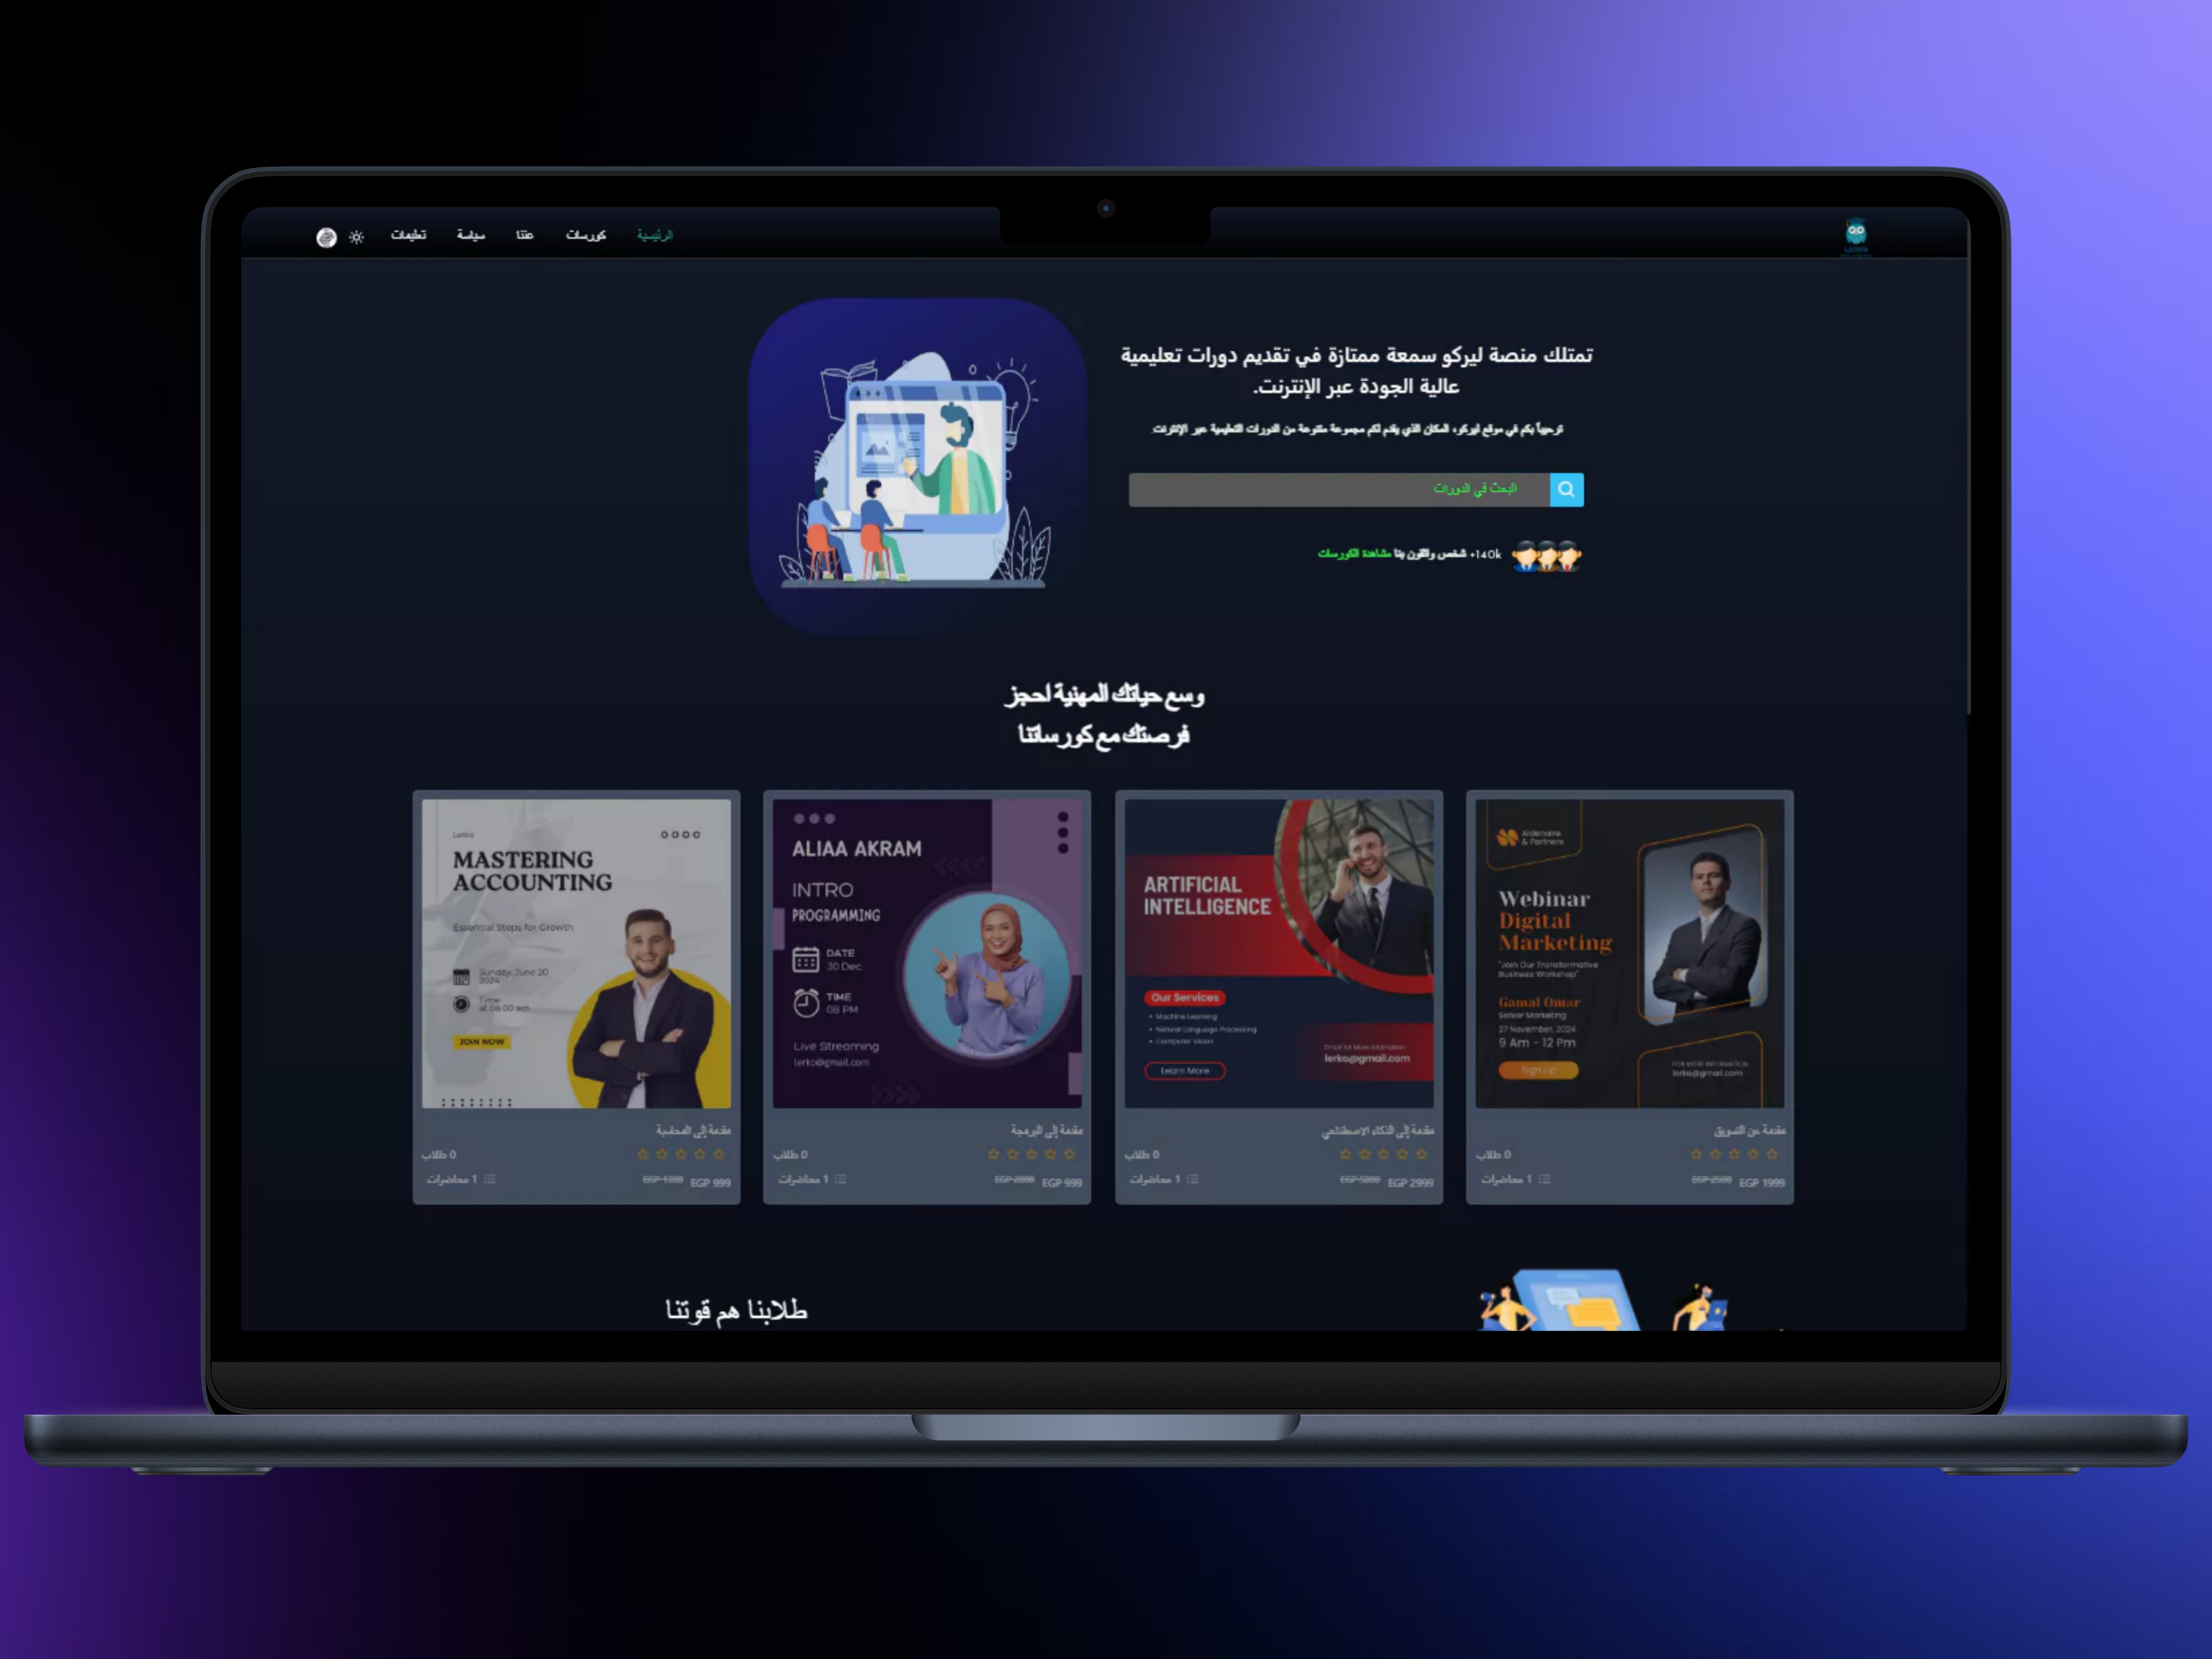 LERKO
الرئيسية
كورسات
عننا
سياسة
تعليمات
تمتلك منصة ليركو سمعة ممتازة في تقديم دورات تعليمية
عالية الجودة عبر الإنترنت.
ترحيباً بكم في موقع ليركو، المكان الذي يقدم لكم مجموعة متنوعة من الدورات التعليمية عبر الإنترنت.
البحث في الدورات
140k+ شخص واثقون بنا مشاهدة الكورسات
وسع حياتك المهنية احجز
فرصتك مع كورساتنا
Aldenaire
& Partners
Webinar
Digital
Marketing
"Join Our Transformative
Business Workshop"
Gamal Omar
Senior Marketing
27 November, 2024
9 Am - 12 Pm
Sign Up
FOR MORE INFORMATION
lerko@gmail.com
مقدمة عن التسويق
0 طلاب
EGP 1999
EGP 2500
1 محاضرات
ARTIFICIAL
INTELLIGENCE
Our Services
• Machine Learning
• Natural Language Processing
• Computer Vision
Learn More
Email for More Information
lerko@gmail.com
مقدمة إلى الذكاء الإصطناعي
0 طلاب
EGP 2999
EGP 5000
1 محاضرات
ALIAA AKRAM
INTRO
PROGRAMMING
DATE
30 Dec
TIME
08 PM
Live Streaming
lerko@gmail.com
مقدمة إلى البرمجة
0 طلاب
EGP 999
EGP 2000
1 محاضرات
Lerko
MASTERING
ACCOUNTING
Essential Steps for Growth
Sunday, June 20
2024
Time
at 08.00 am
JOIN NOW
مقدمة إلى المحاسبة
0 طلاب
EGP 999
EGP 1300
1 محاضرات
طلابنا هم قوتنا